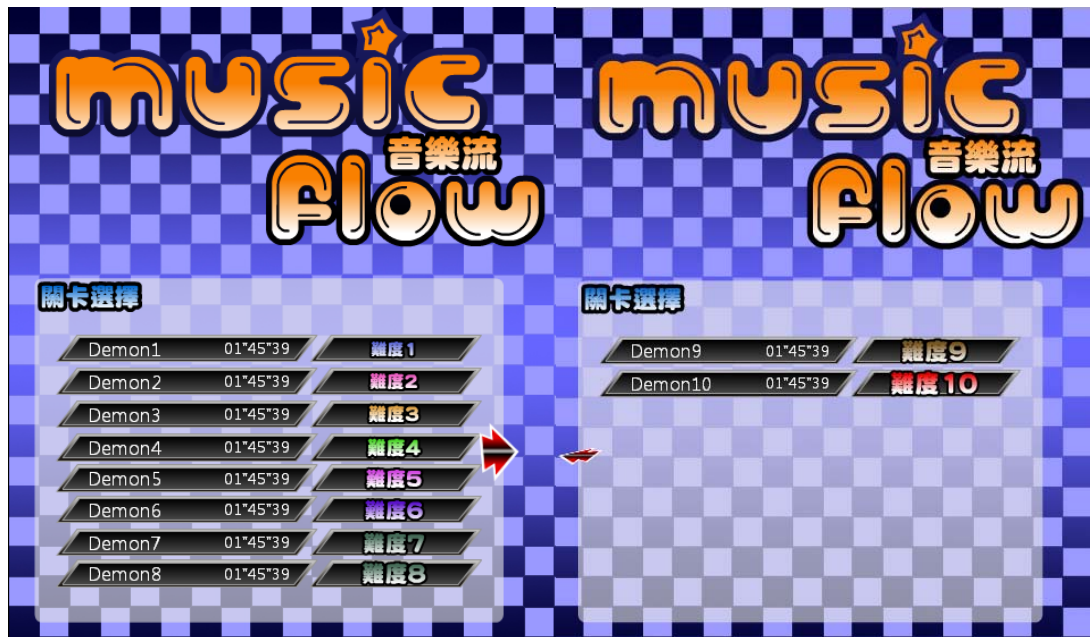 music
音樂流
flow
關卡選擇
Demon1 01"45"39 難度1
Demon2 01"45"39 難度2
Demon3 01"45"39 難度3
Demon4 01"45"39 難度4
Demon5 01"45"39 難度5
Demon6 01"45"39 難度6
Demon7 01"45"39 難度7
Demon8 01"45"39 難度8
music
音樂流
flow
關卡選擇
Demon9 01"45"39 難度9
Demon10 01"45"39 難度10